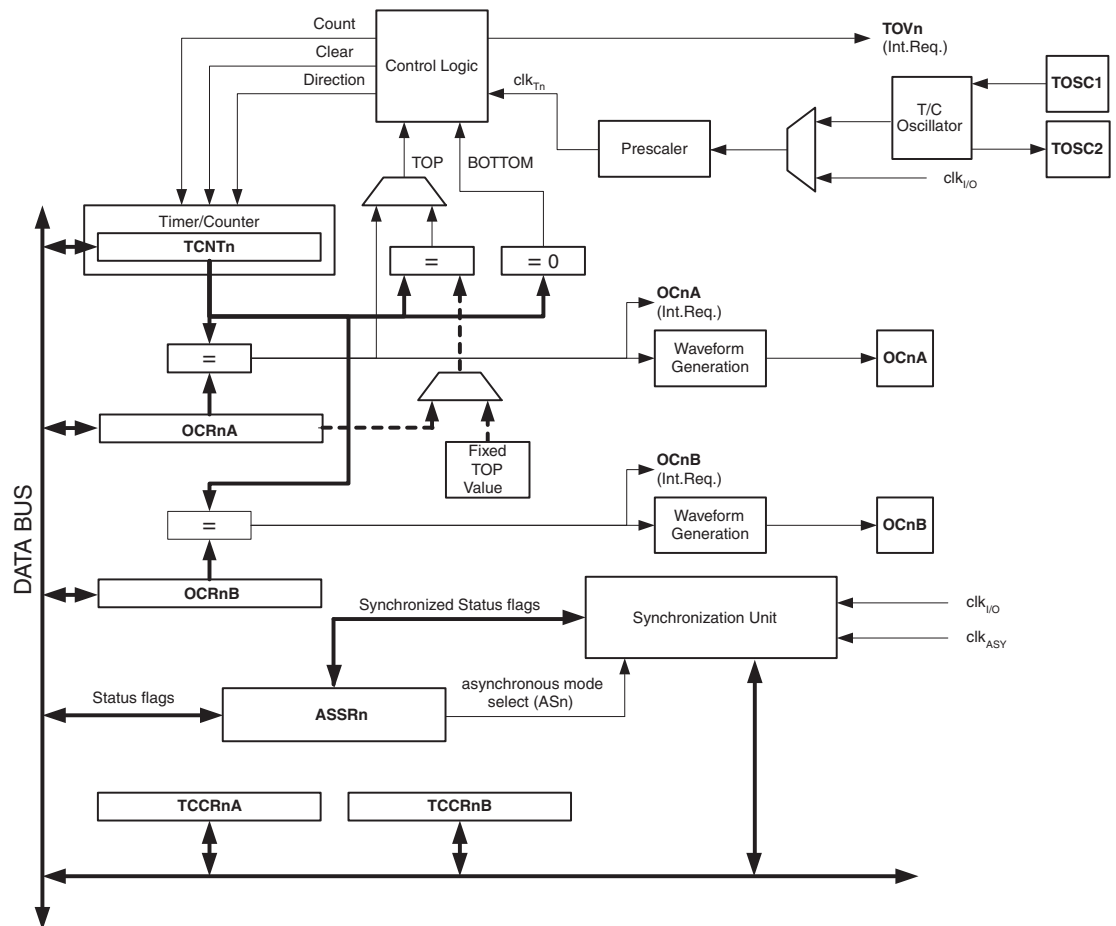 Count
Clear
Direction
Control Logic
clkTn
TOVn
(Int.Req.)
TOSC1
T/C
Oscillator
TOSC2
Prescaler
clkI/O
TOP
BOTTOM
Timer/Counter
TCNTn
=
= 0
OCnA
(Int.Req.)
=
Waveform
Generation
OCnA
OCRnA
Fixed
TOP
Value
OCnB
(Int.Req.)
=
Waveform
Generation
OCnB
DATA BUS
OCRnB
Synchronized Status flags
Synchronization Unit
clkI/O
clkASY
Status flags
ASSRn
asynchronous mode
select (ASn)
TCCRnA
TCCRnB